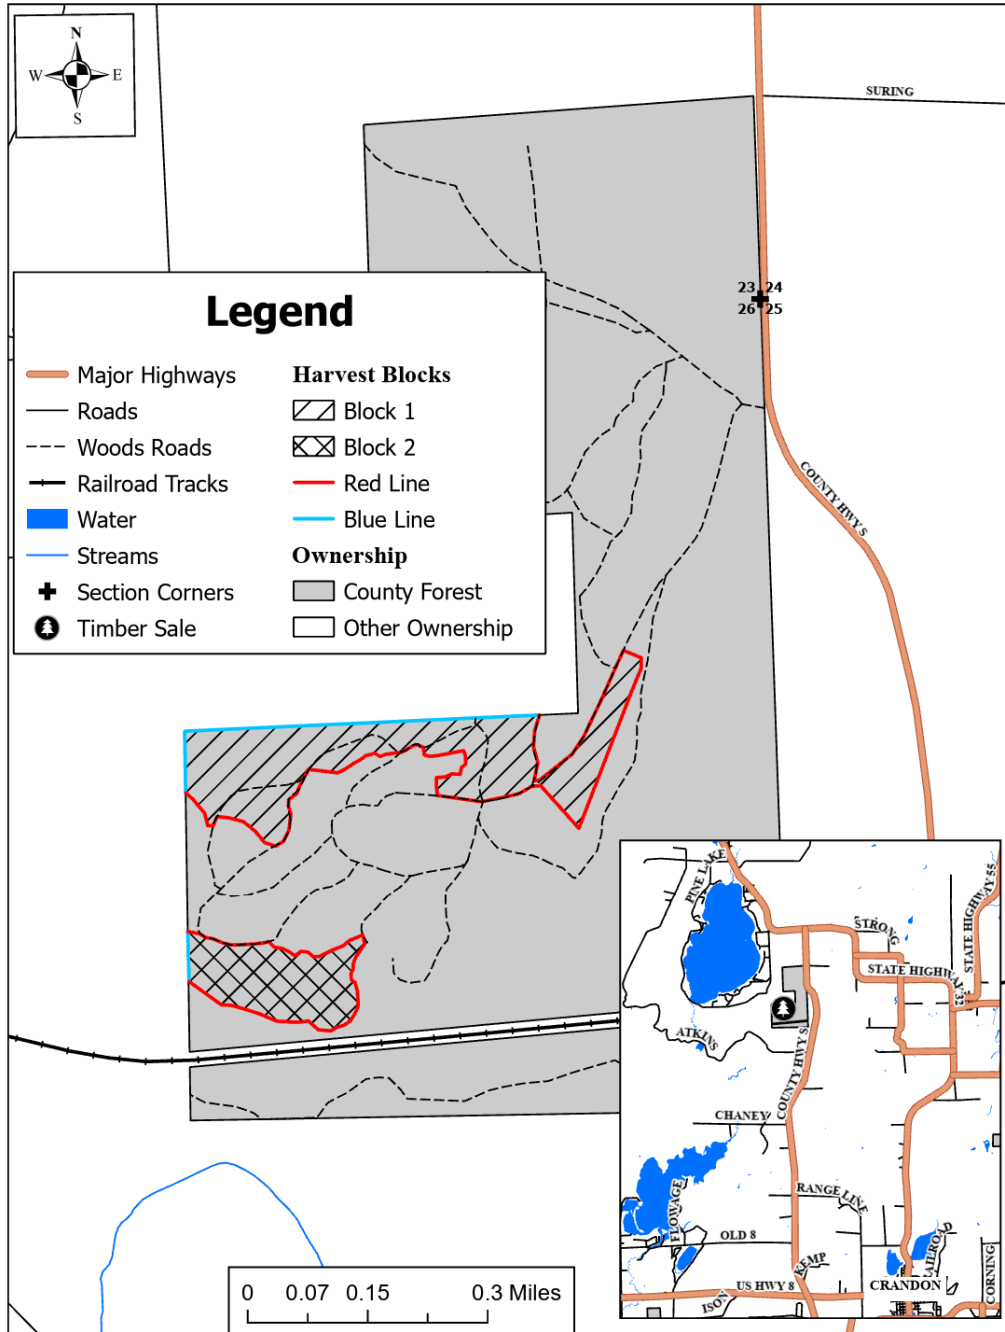 N
W E
S
SURING
23 24
26 25
COUNTY HWY S
Legend
Major Highways
Roads
Woods Roads
Railroad Tracks
Water
Streams
Section Corners
Timber Sale
Harvest Blocks
Block 1
Block 2
Red Line
Blue Line
Ownership
County Forest
Other Ownership
PINE LAKE
STRONG
STATE HIGHWAY 55
STATE HIGHWAY 32
ATKINS
COUNTY HWY S
CHANEY
RANGE LINE
FLOWAGE
OLD 8
KEMP
US HWY 8
ISON
CRANDON
CORNING
0 0.07 0.15 0.3 Miles